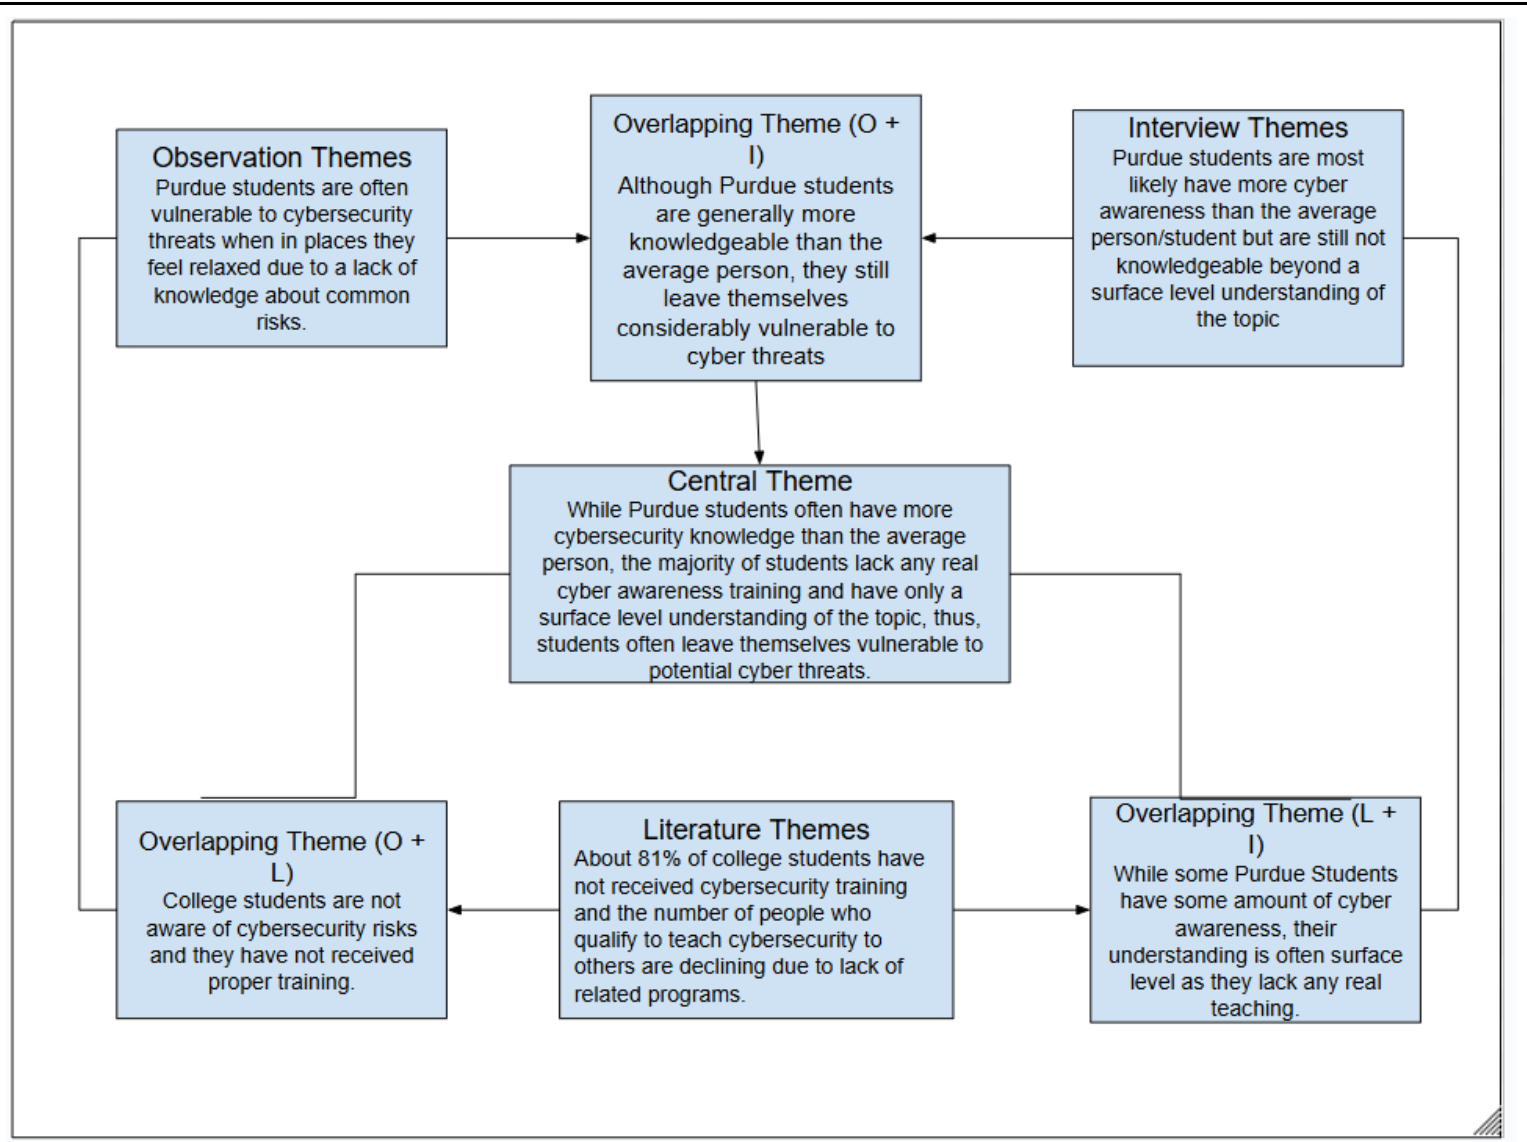 Observation Themes
Purdue students are often
vulnerable to cybersecurity
threats when in places they
feel relaxed due to a lack of
knowledge about common
risks.
Overlapping Theme (O +
I)
Although Purdue students
are generally more
knowledgeable than the
average person, they still
leave themselves
considerably vulnerable to
cyber threats
Interview Themes
Purdue students are most
likely have more cyber
awareness than the average
person/student but are still not
knowledgeable beyond a
surface level understanding of
the topic
Central Theme
While Purdue students often have more
cybersecurity knowledge than the average
person, the majority of students lack any real
cyber awareness training and have only a
surface level understanding of the topic, thus,
students often leave themselves vulnerable to
potential cyber threats.
Overlapping Theme (O +
L)
College students are not
aware of cybersecurity risks
and they have not received
proper training.
Literature Themes
About 81% of college students have
not received cybersecurity training
and the number of people who
qualify to teach cybersecurity to
others are declining due to lack of
related programs.
Overlapping Theme (L +
I)
While some Purdue Students
have some amount of cyber
awareness, their
understanding is often surface
level as they lack any real
teaching.